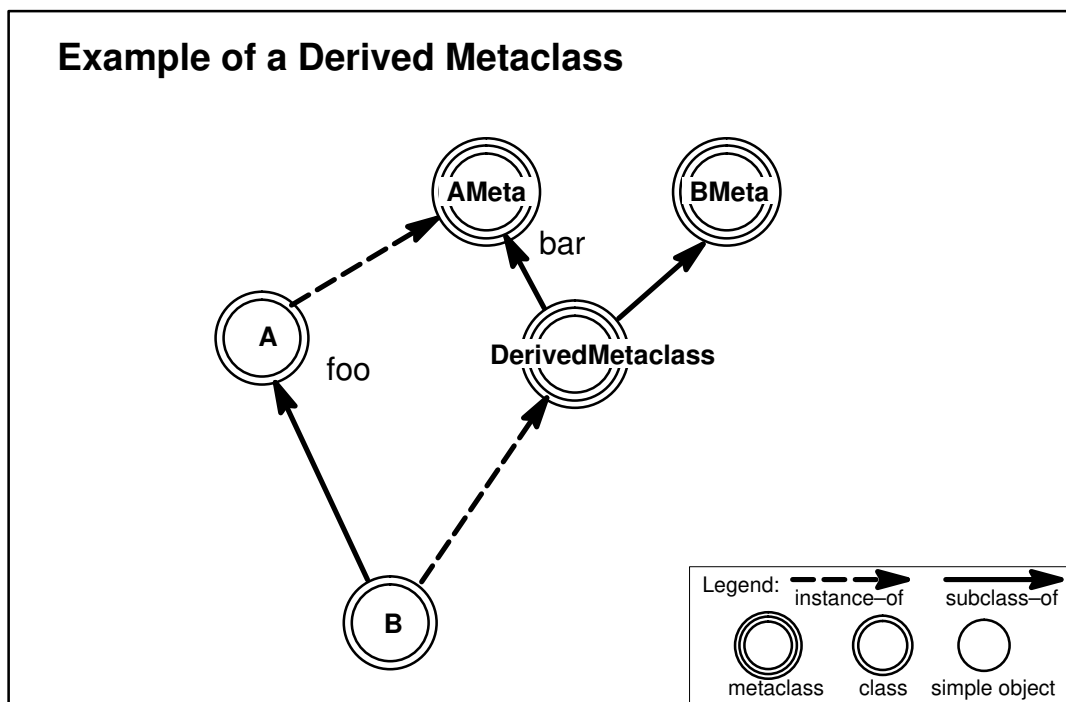 Example of a Derived Metaclass
AMeta
BMeta
bar
A
DerivedMetaclass
foo
B
Legend:
instance–of
subclass–of
metaclass
class
simple object